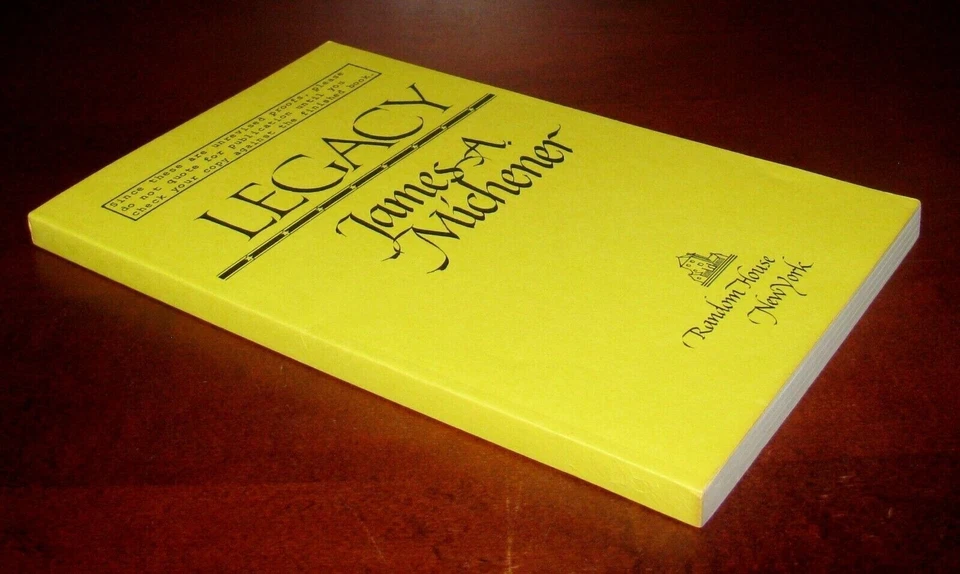 Since these are unrevised proofs, please
do not quote for publication until you
check your copy against the finished book.
LEGACY
James A.
Michener
Random House
New York